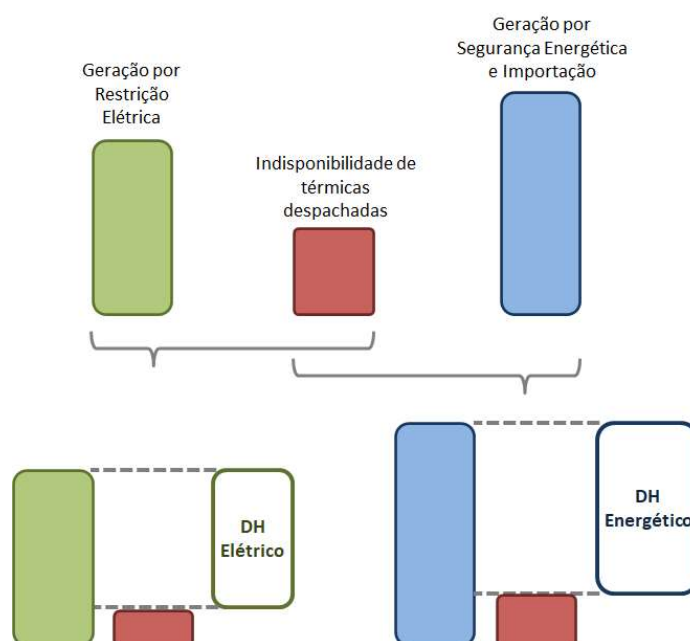 Geração por
Restrição
Elétrica
Indisponibilidade de
térmicas
despachadas
Geração por
Segurança Energética
e Importação
DH
Elétrico
DH
Energético